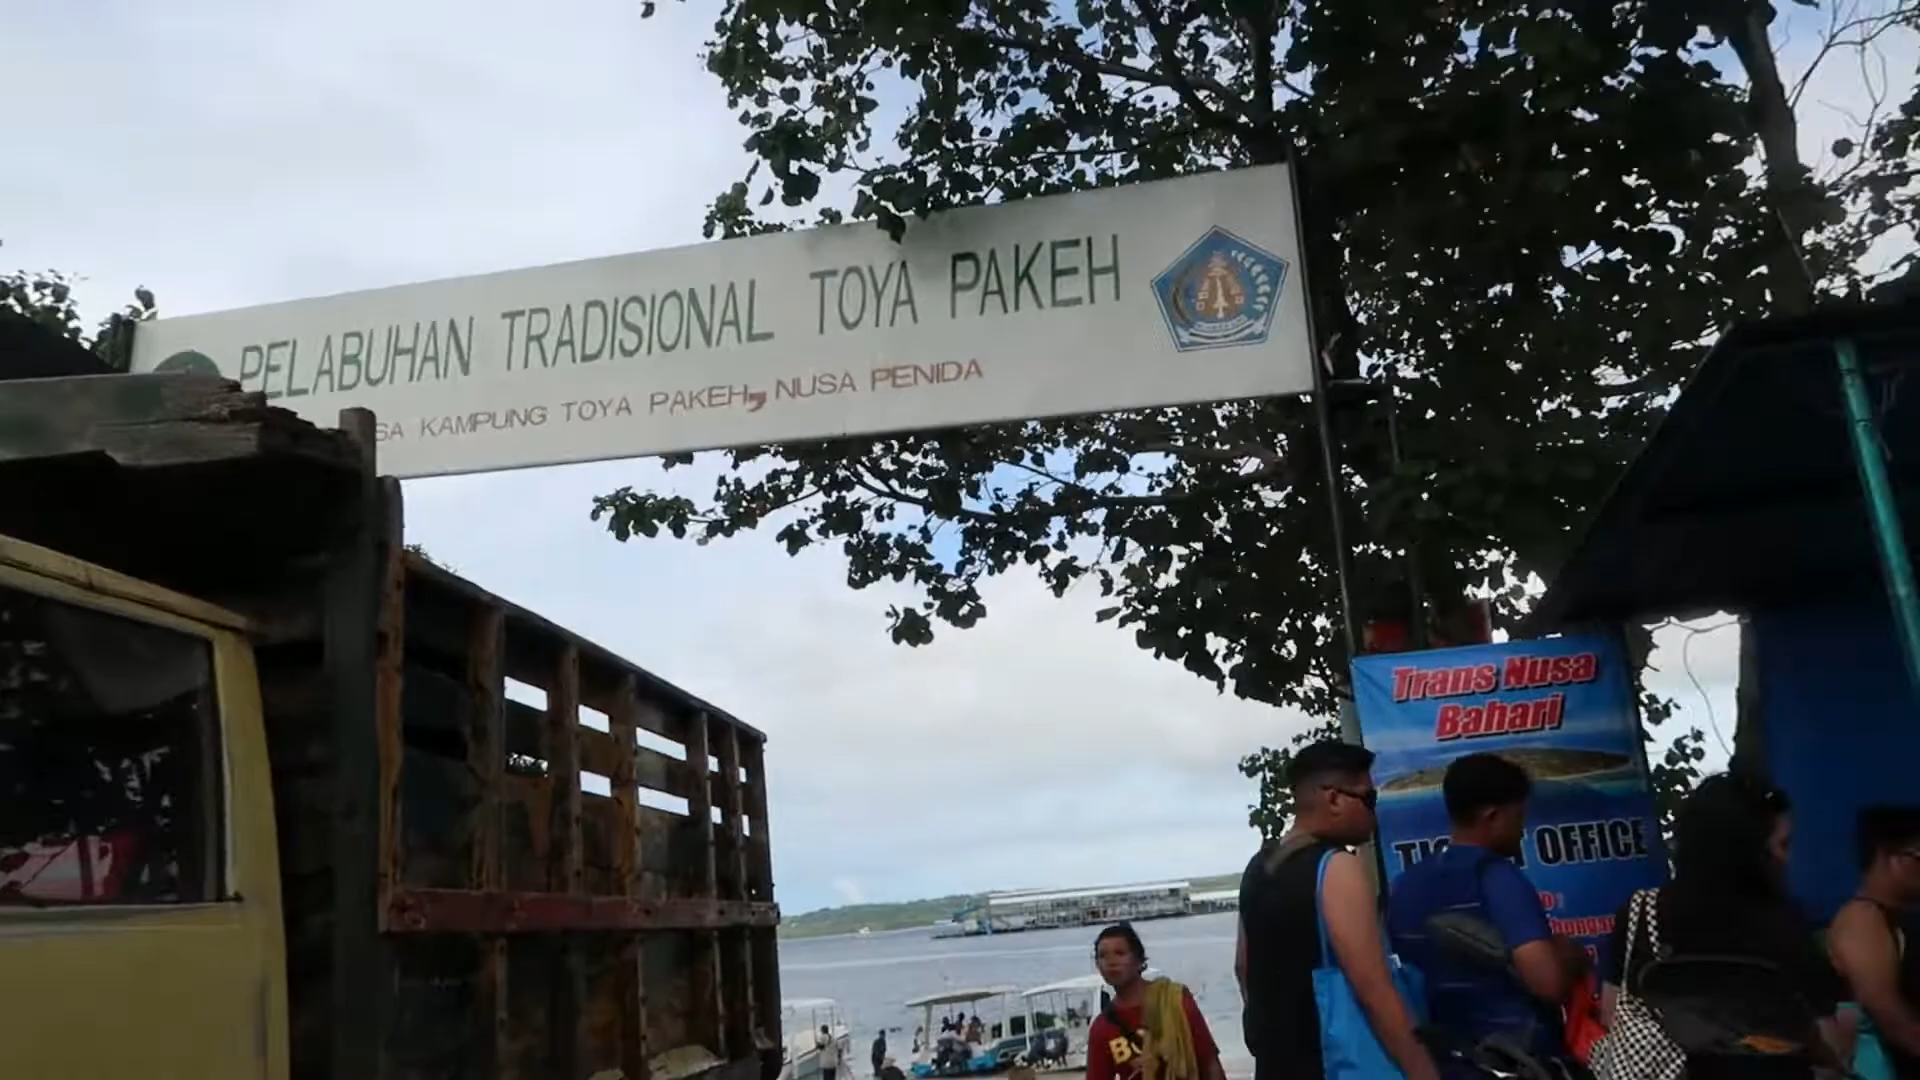 PELABUHAN TRADISIONAL TOYA PAKEH
KAMPUNG TOYA PAKEH, NUSA PENIDA
Trans Nusa
Bahari
OFFICE